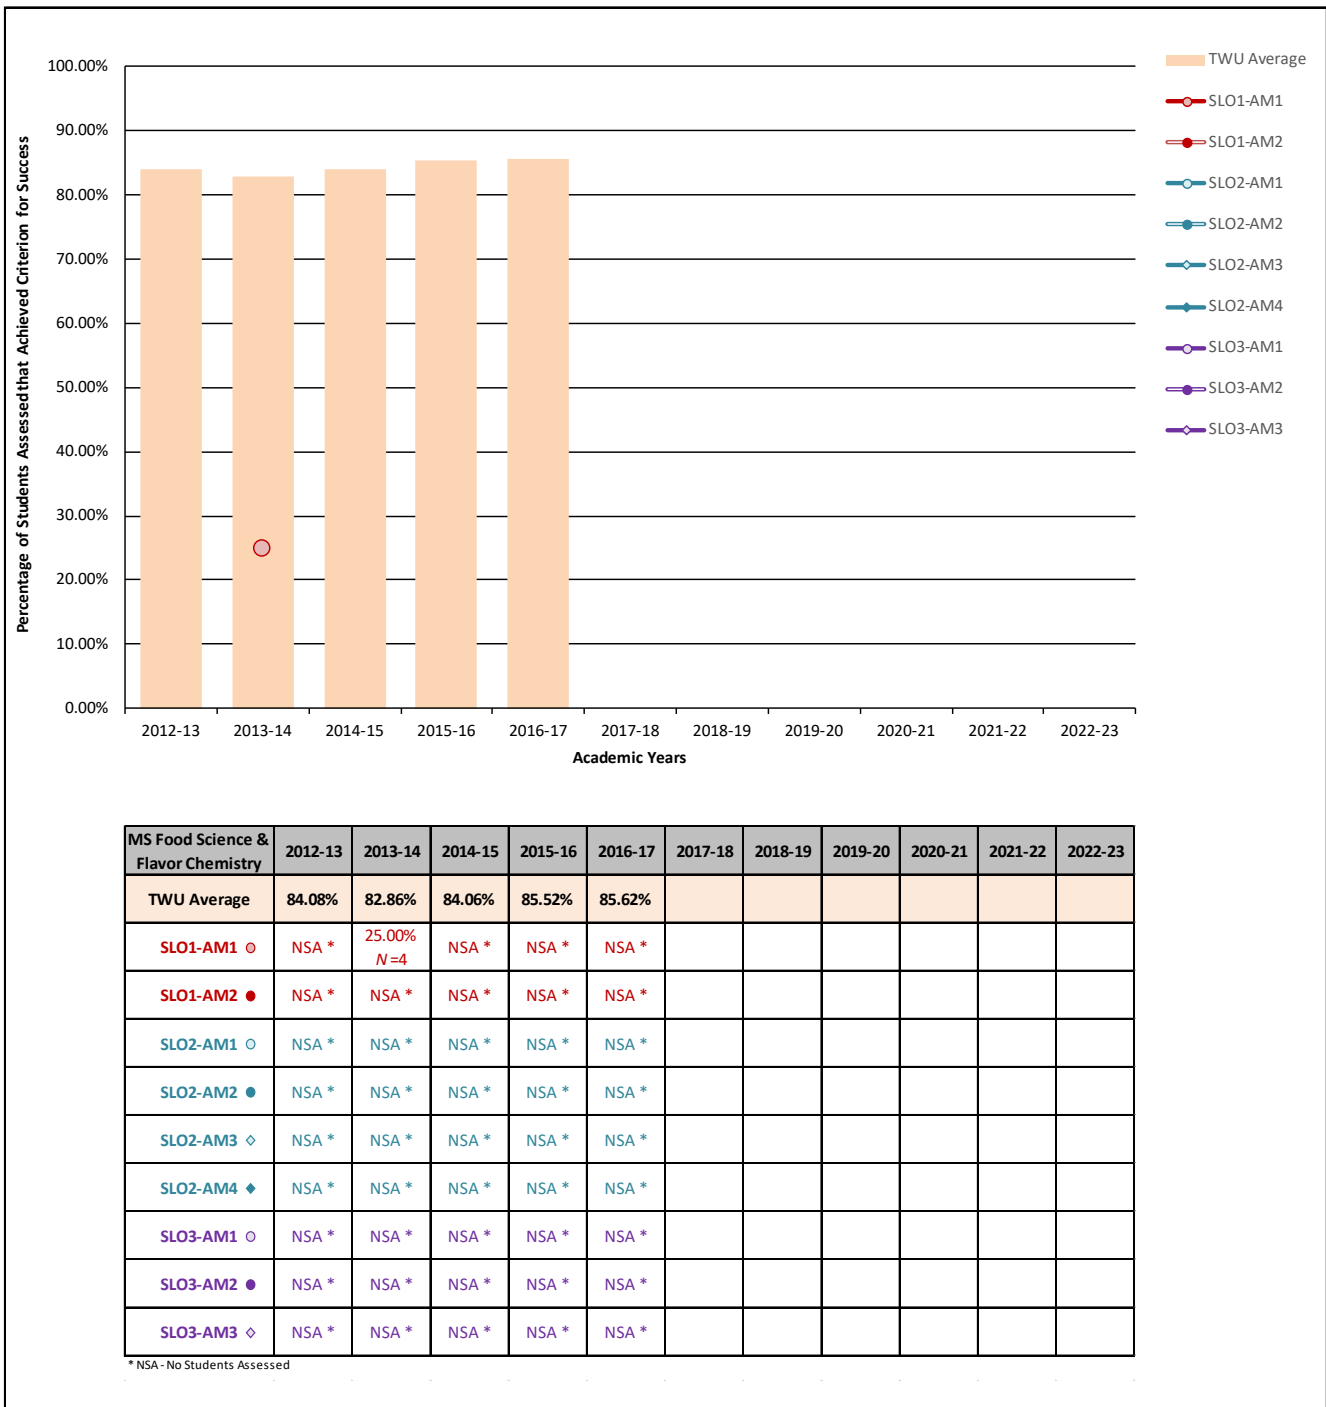 100.00%
90.00%
80.00%
70.00%
60.00%
50.00%
40.00%
30.00%
20.00%
10.00%
0.00%
Percentage of Students Assessed that Achieved Criterion for Success
2012-13 2013-14 2014-15 2015-16 2016-17 2017-18 2018-19 2019-20 2020-21 2021-22 2022-23
Academic Years
TWU Average
SLO1-AM1
SLO1-AM2
SLO2-AM1
SLO2-AM2
SLO2-AM3
SLO2-AM4
SLO3-AM1
SLO3-AM2
SLO3-AM3
MS Food Science &
Flavor Chemistry 2012-13 2013-14 2014-15 2015-16 2016-17 2017-18 2018-19 2019-20 2020-21 2021-22 2022-23
TWU Average 84.08% 82.86% 84.06% 85.52% 85.62%
SLO1-AM1 NSA * 25.00% NSA * NSA * NSA *
N =4
SLO1-AM2 NSA * NSA * NSA * NSA * NSA *
SLO2-AM1 NSA * NSA * NSA * NSA * NSA *
SLO2-AM2 NSA * NSA * NSA * NSA * NSA *
SLO2-AM3 NSA * NSA * NSA * NSA * NSA *
SLO2-AM4 NSA * NSA * NSA * NSA * NSA *
SLO3-AM1 NSA * NSA * NSA * NSA * NSA *
SLO3-AM2 NSA * NSA * NSA * NSA * NSA *
SLO3-AM3 NSA * NSA * NSA * NSA * NSA *
* NSA - No Students Assessed